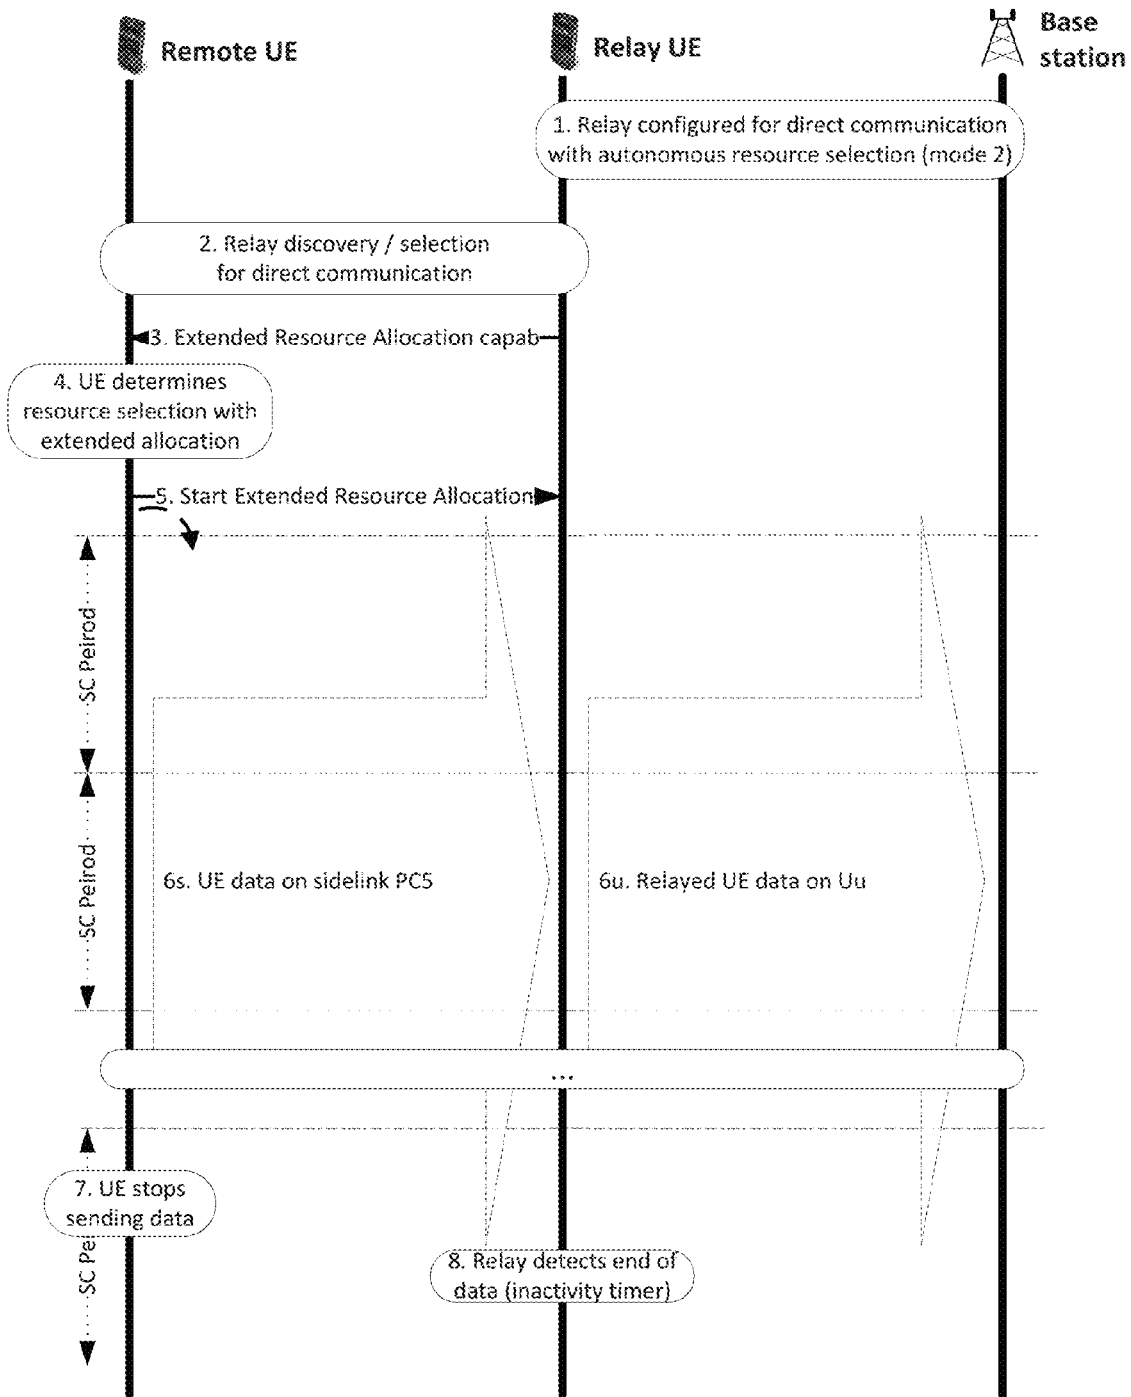 Remote UE
Relay UE
Base
station
1. Relay configured for direct communication
with autonomous resource selection (mode 2)
2. Relay discovery / selection
for direct communication
3. Extended Resource Allocation capab
4. UE determines
resource selection with
extended allocation
5. Start Extended Resource Allocation
SC Peirod
SC Peirod
6s. UE data on sidelink PC5
6u. Relayed UE data on Uu
...
7. UE stops
sending data
SC Pe
8. Relay detects end of
data (inactivity timer)